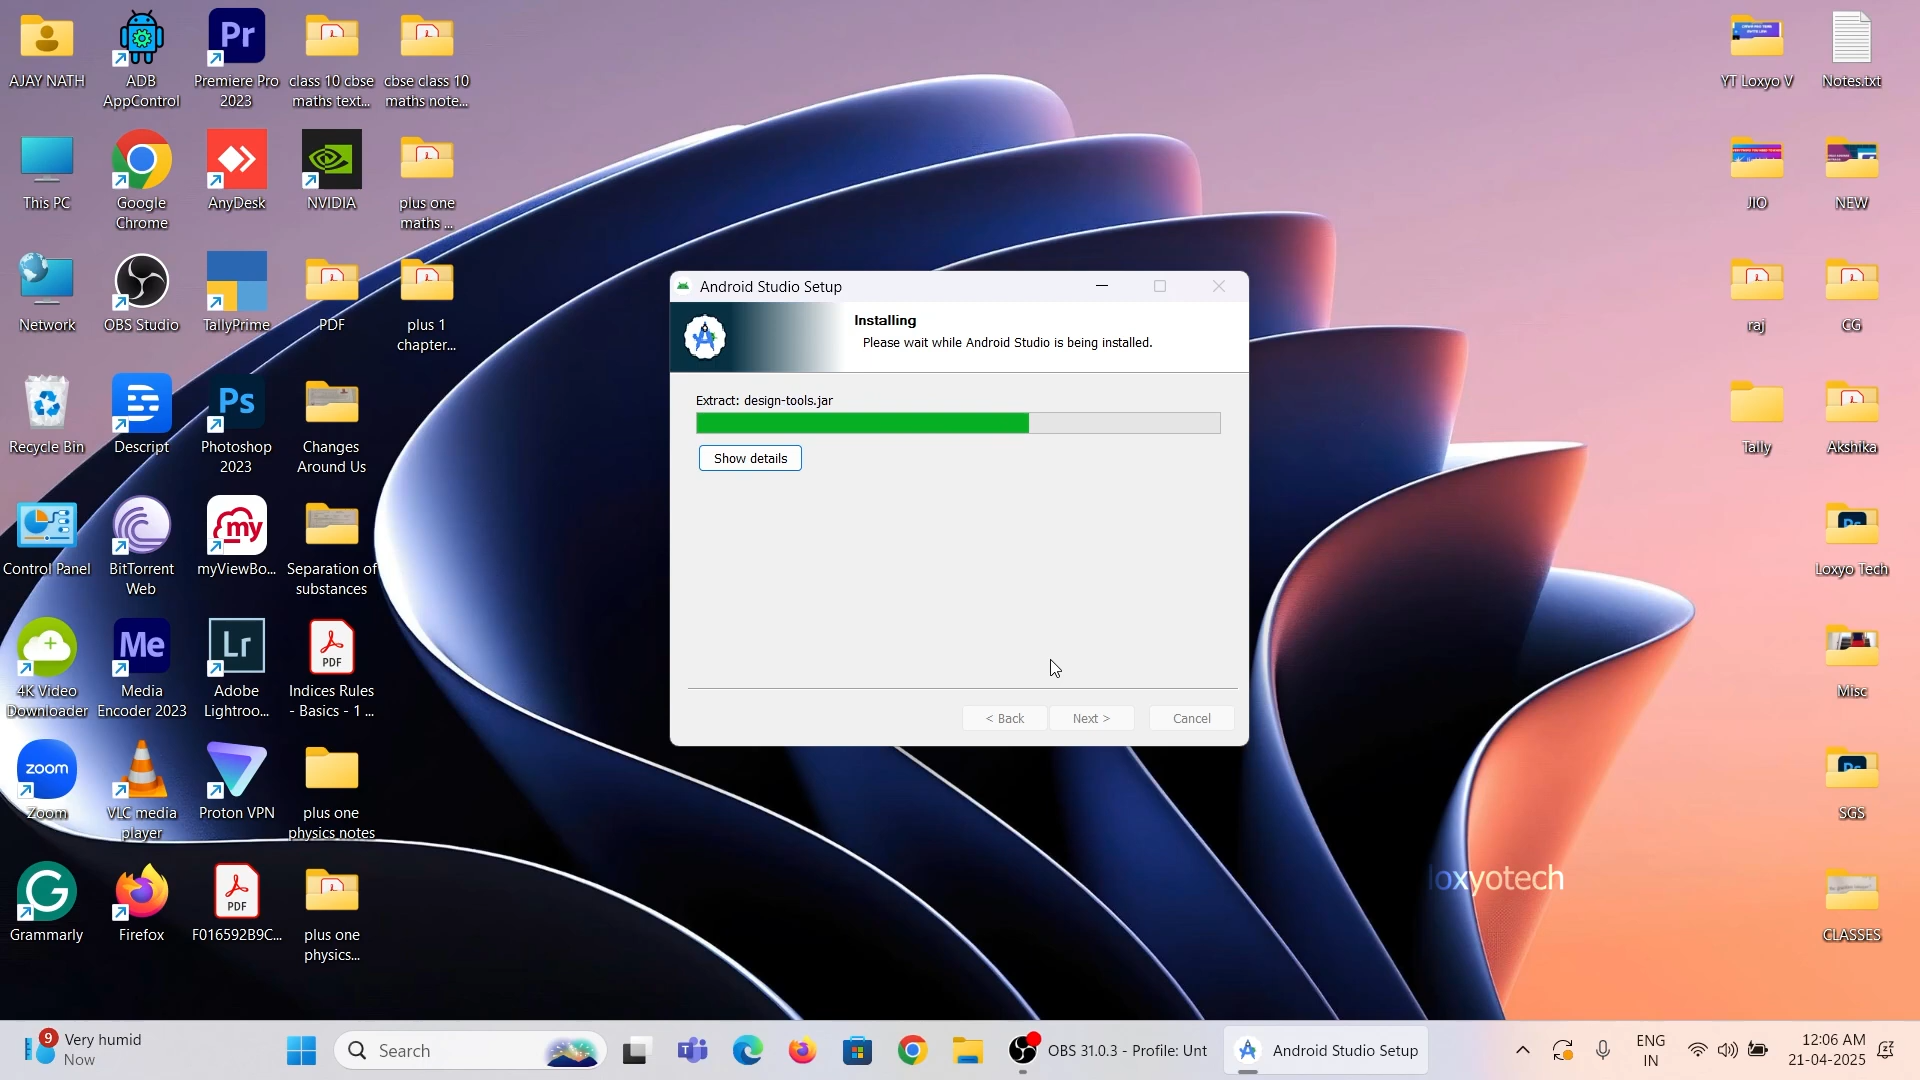 AJAY NATH
ADB
AppControl
Pr
Premiere Pro
2023
class 10 cbse
maths text...
cbse class 10
maths note...
This PC
Google
Chrome
AnyDesk
NVIDIA
plus one
maths ...
Network
OBS Studio
TallyPrime
PDF
plus 1
chapter...
Recycle Bin
Descript
Ps
Photoshop
2023
Changes
Around Us
Control Panel
BitTorrent
Web
my
myViewBo...
Separation of
substances
4K Video
Downloader
Me
Media
Encoder 2023
Lr
Adobe
Lightroo...
PDF
Indices Rules
- Basics - 1 ...
zoom
Zoom
VLC media
player
Proton VPN
plus one
physics notes
Grammarly
Firefox
PDF
F016592B9C...
plus one
physics...
Android Studio Setup
Installing
Please wait while Android Studio is being installed.
Extract: design-tools.jar
Show details
< Back
Next >
Cancel
YT Loxyo V
Notes.txt
JIO
NEW
raj
CG
Tally
Akshika
Ps
Loxyo Tech
Misc
Ps
SGS
CLASSES
loxyotech
9
Very humid
Now
Search
OBS 31.0.3 - Profile: Unt
Android Studio Setup
ENG
IN
12:06 AM
21-04-2025